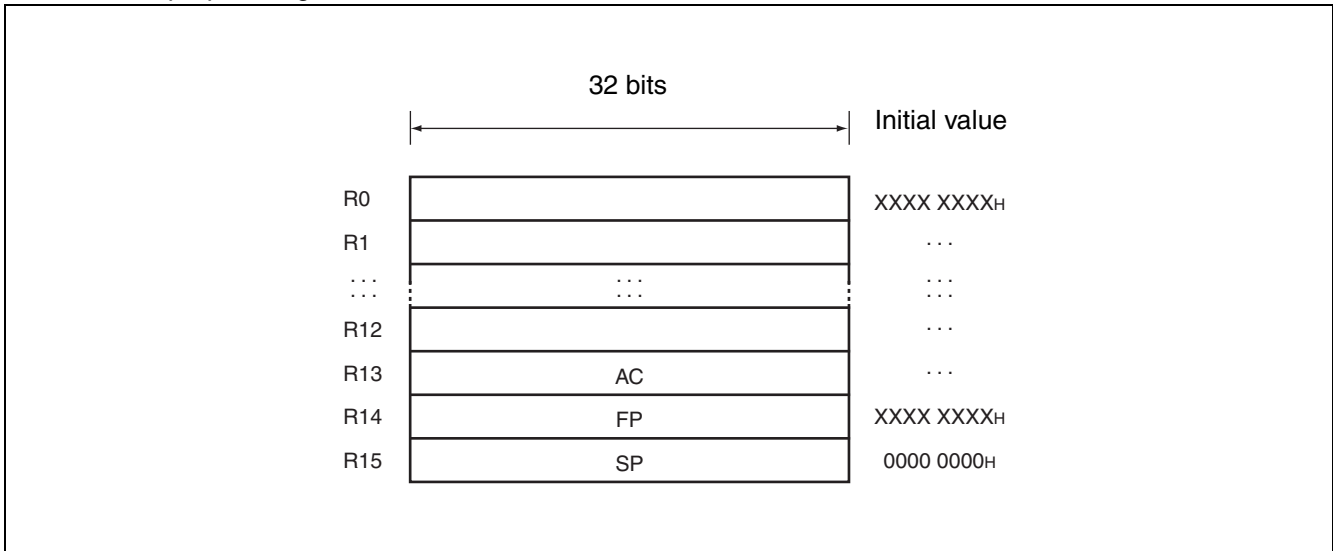 32 bits
Initial value
R0 XXXX XXXXH
R1 ...
... ... ...
... ... ...
R12 ...
R13 AC ...
R14 FP XXXX XXXXH
R15 SP 0000 0000H